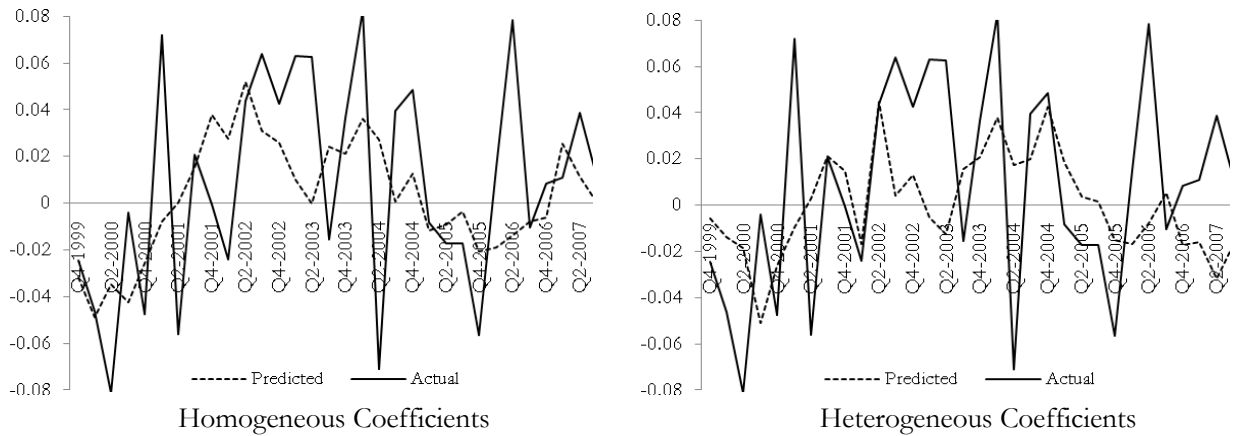 0.08
0.06
0.04
0.02
0
-0.02
-0.04
-0.06
-0.08
Q4-1999
Q2-2000
Q4-2000
Q2-2001
Q4-2001
Q2-2002
Q4-2002
Q2-2003
Q4-2003
Q2-2004
Q4-2004
Q2-2005
Q4-2005
Q2-2006
Q4-2006
Q2-2007
Predicted
Actual
Homogeneous Coefficients
0.08
0.06
0.04
0.02
0
-0.02
-0.04
-0.06
-0.08
Q4-1999
Q2-2000
Q4-2000
Q2-2001
Q4-2001
Q2-2002
Q4-2002
Q2-2003
Q4-2003
Q2-2004
Q4-2004
Q2-2005
Q4-2005
Q2-2006
Q4-2006
Q2-2007
Predicted
Actual
Heterogeneous Coefficients